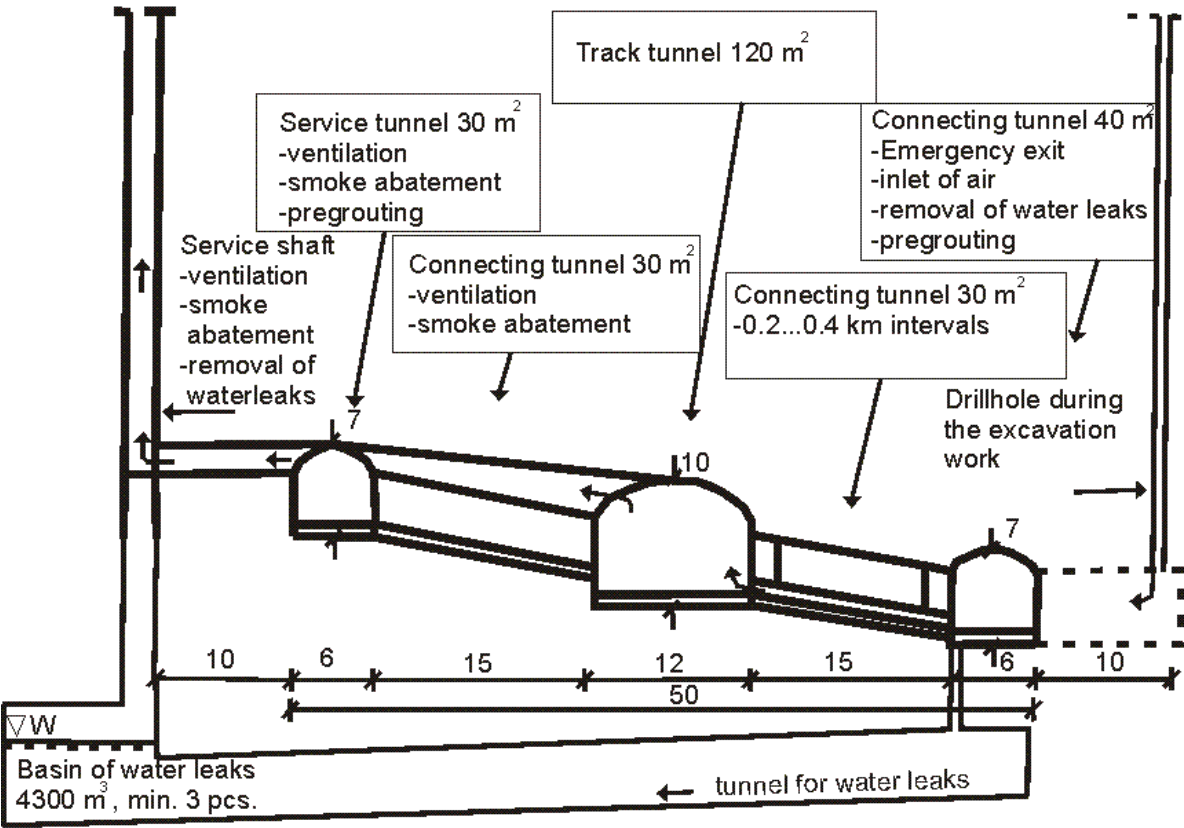 Track tunnel 120 m²
Service tunnel 30 m²
-ventilation
-smoke abatement
-pregrouting
Connecting tunnel 40 m²
-Emergency exit
-inlet of air
-removal of water leaks
-pregrouting
Service shaft
-ventilation
-smoke
abatement
-removal of
waterleaks
Connecting tunnel 30 m²
-ventilation
-smoke abatement
Connecting tunnel 30 m²
-0.2...0.4 km intervals
Drillhole during
the excavation
work
7
10
7
10
6
15
12
15
6
10
50
▽W
Basin of water leaks
4300 m³, min. 3 pcs.
tunnel for water leaks